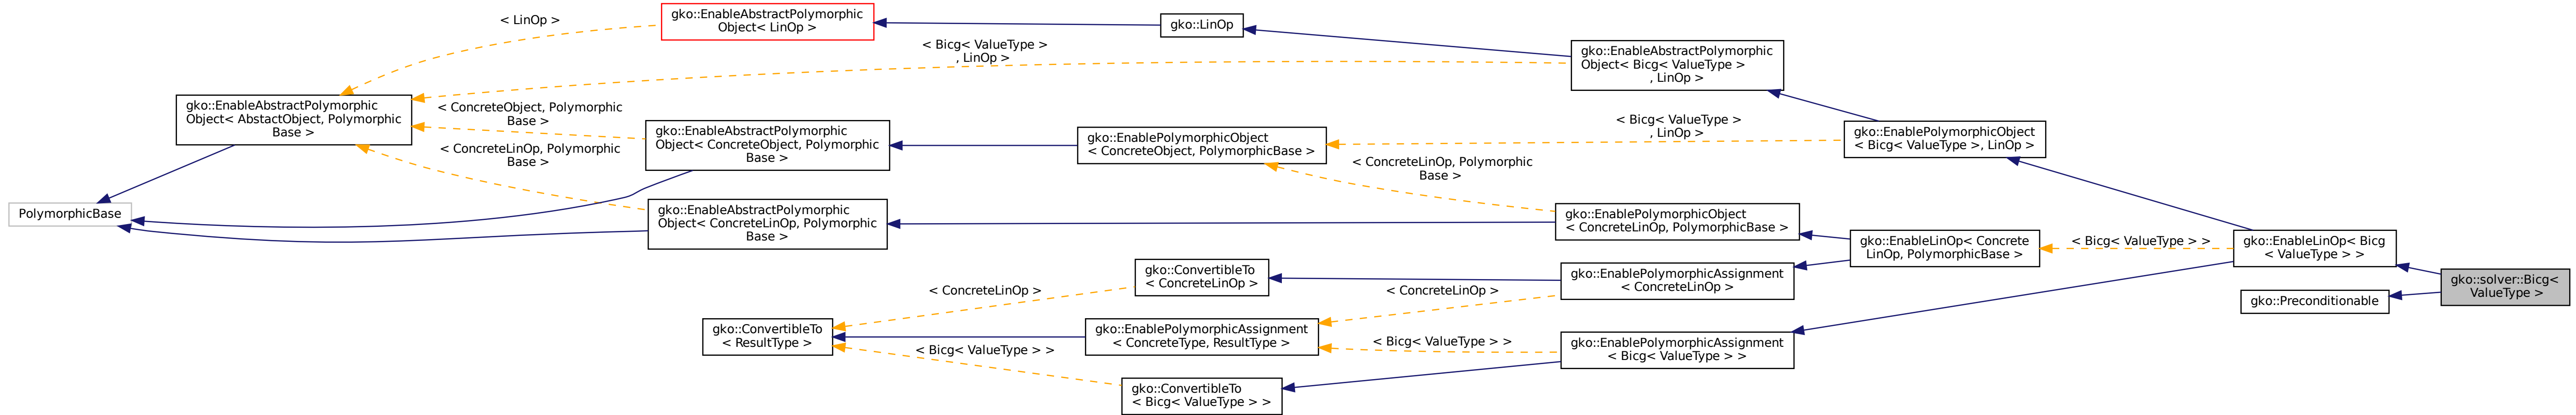 gko::EnableAbstractPolymorphic
Object< LinOp >
< LinOp >
gko::LinOp
< Bicg< ValueType >
, LinOp >
gko::EnableAbstractPolymorphic
Object< Bicg< ValueType >
, LinOp >
gko::EnableAbstractPolymorphic
Object< AbstactObject, Polymorphic
Base >
< ConcreteObject, Polymorphic
Base >
gko::EnableAbstractPolymorphic
Object< ConcreteObject, Polymorphic
Base >
gko::EnablePolymorphicObject
< ConcreteObject, PolymorphicBase >
< Bicg< ValueType >
, LinOp >
gko::EnablePolymorphicObject
< Bicg< ValueType >, LinOp >
< ConcreteLinOp, Polymorphic
Base >
< ConcreteLinOp, Polymorphic
Base >
PolymorphicBase
gko::EnableAbstractPolymorphic
Object< ConcreteLinOp, Polymorphic
Base >
gko::EnablePolymorphicObject
< ConcreteLinOp, PolymorphicBase >
gko::EnableLinOp< Concrete
LinOp, PolymorphicBase >
< Bicg< ValueType > >
gko::EnableLinOp< Bicg
< ValueType > >
gko::ConvertibleTo
< ConcreteLinOp >
gko::EnablePolymorphicAssignment
< ConcreteLinOp >
gko::solver::Bicg<
ValueType >
< ConcreteLinOp >
< ConcreteLinOp >
gko::Preconditionable
gko::ConvertibleTo
< ResultType >
gko::EnablePolymorphicAssignment
< ConcreteType, ResultType >
< Bicg< ValueType > >
< Bicg< ValueType > >
gko::EnablePolymorphicAssignment
< Bicg< ValueType > >
gko::ConvertibleTo
< Bicg< ValueType > >